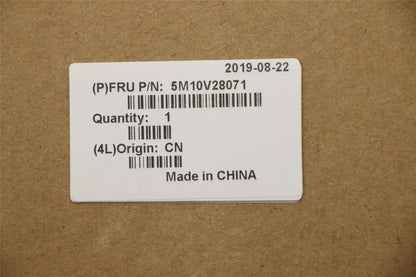 2019-08-22
(P)FRU P/N: 5M10V28071
Quantity: 1
(4L)Origin: CN
Made in CHINA